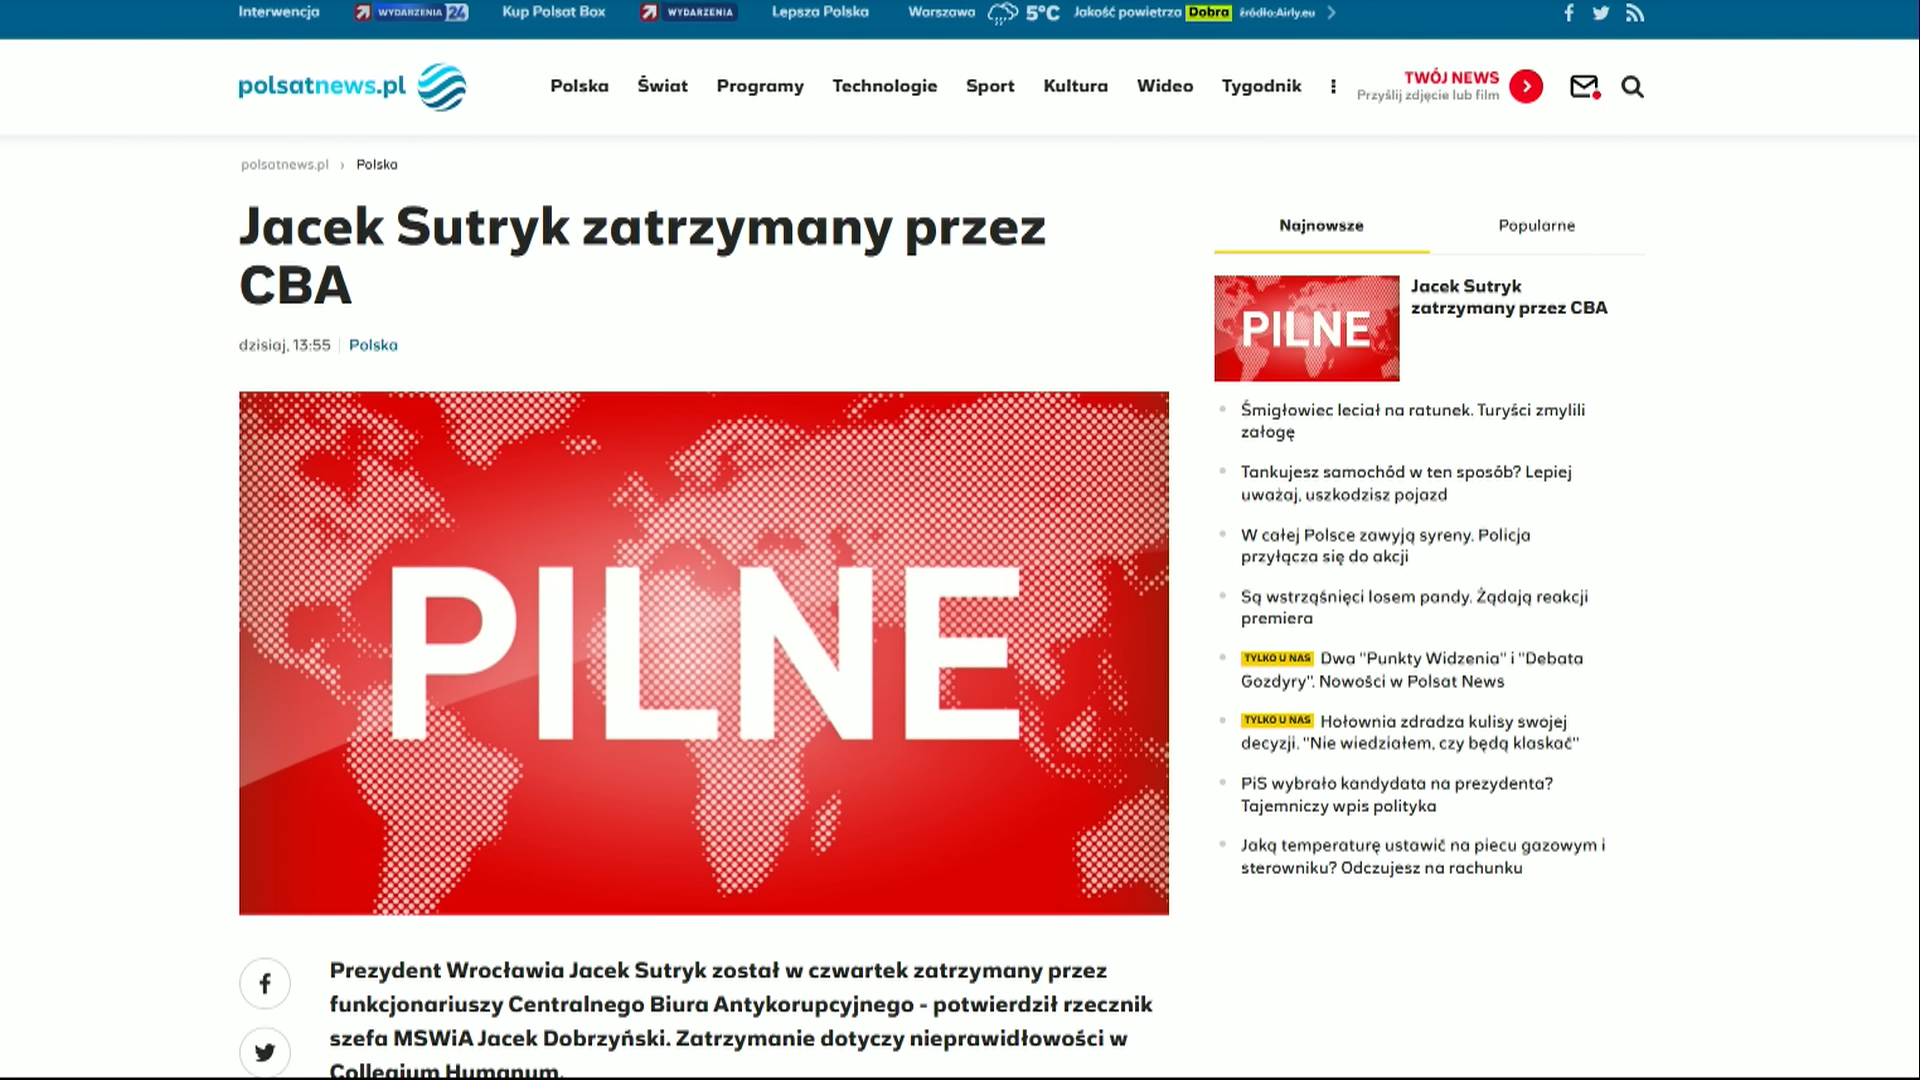 Interwencja
WYDARZENIA 24
Kup Polsat Box
WYDARZENIA
Lepsza Polska
Warszawa 5°C Jakość powietrza Dobra źródło:Airly.eu
polsatnews.pl
Polska Świat Programy Technologie Sport Kultura Wideo Tygodnik
TWÓJ NEWS
Przyślij zdjęcie lub film
polsatnews.pl › Polska
Jacek Sutryk zatrzymany przez
CBA
dzisiaj, 13:55 | Polska
PILNE
Prezydent Wrocławia Jacek Sutryk został w czwartek zatrzymany przez
funkcjonariuszy Centralnego Biura Antykorupcyjnego - potwierdził rzecznik
szefa MSWiA Jacek Dobrzyński. Zatrzymanie dotyczy nieprawidłowości w
Collegium Humanum.
Najnowsze Popularne
PILNE
Jacek Sutryk
zatrzymany przez CBA
Śmigłowiec leciał na ratunek. Turyści zmylili
załogę
Tankujesz samochód w ten sposób? Lepiej
uważaj, uszkodzisz pojazd
W całej Polsce zawyją syreny. Policja
przyłącza się do akcji
Są wstrząśnięci losem pandy. Żądają reakcji
premiera
TYLKO U NAS Dwa "Punkty Widzenia" i "Debata
Gozdyry". Nowości w Polsat News
TYLKO U NAS Hołownia zdradza kulisy swojej
decyzji. "Nie wiedziałem, czy będą klaskać"
PiS wybrało kandydata na prezydenta?
Tajemniczy wpis polityka
Jaką temperaturę ustawić na piecu gazowym i
sterowniku? Odczujesz na rachunku